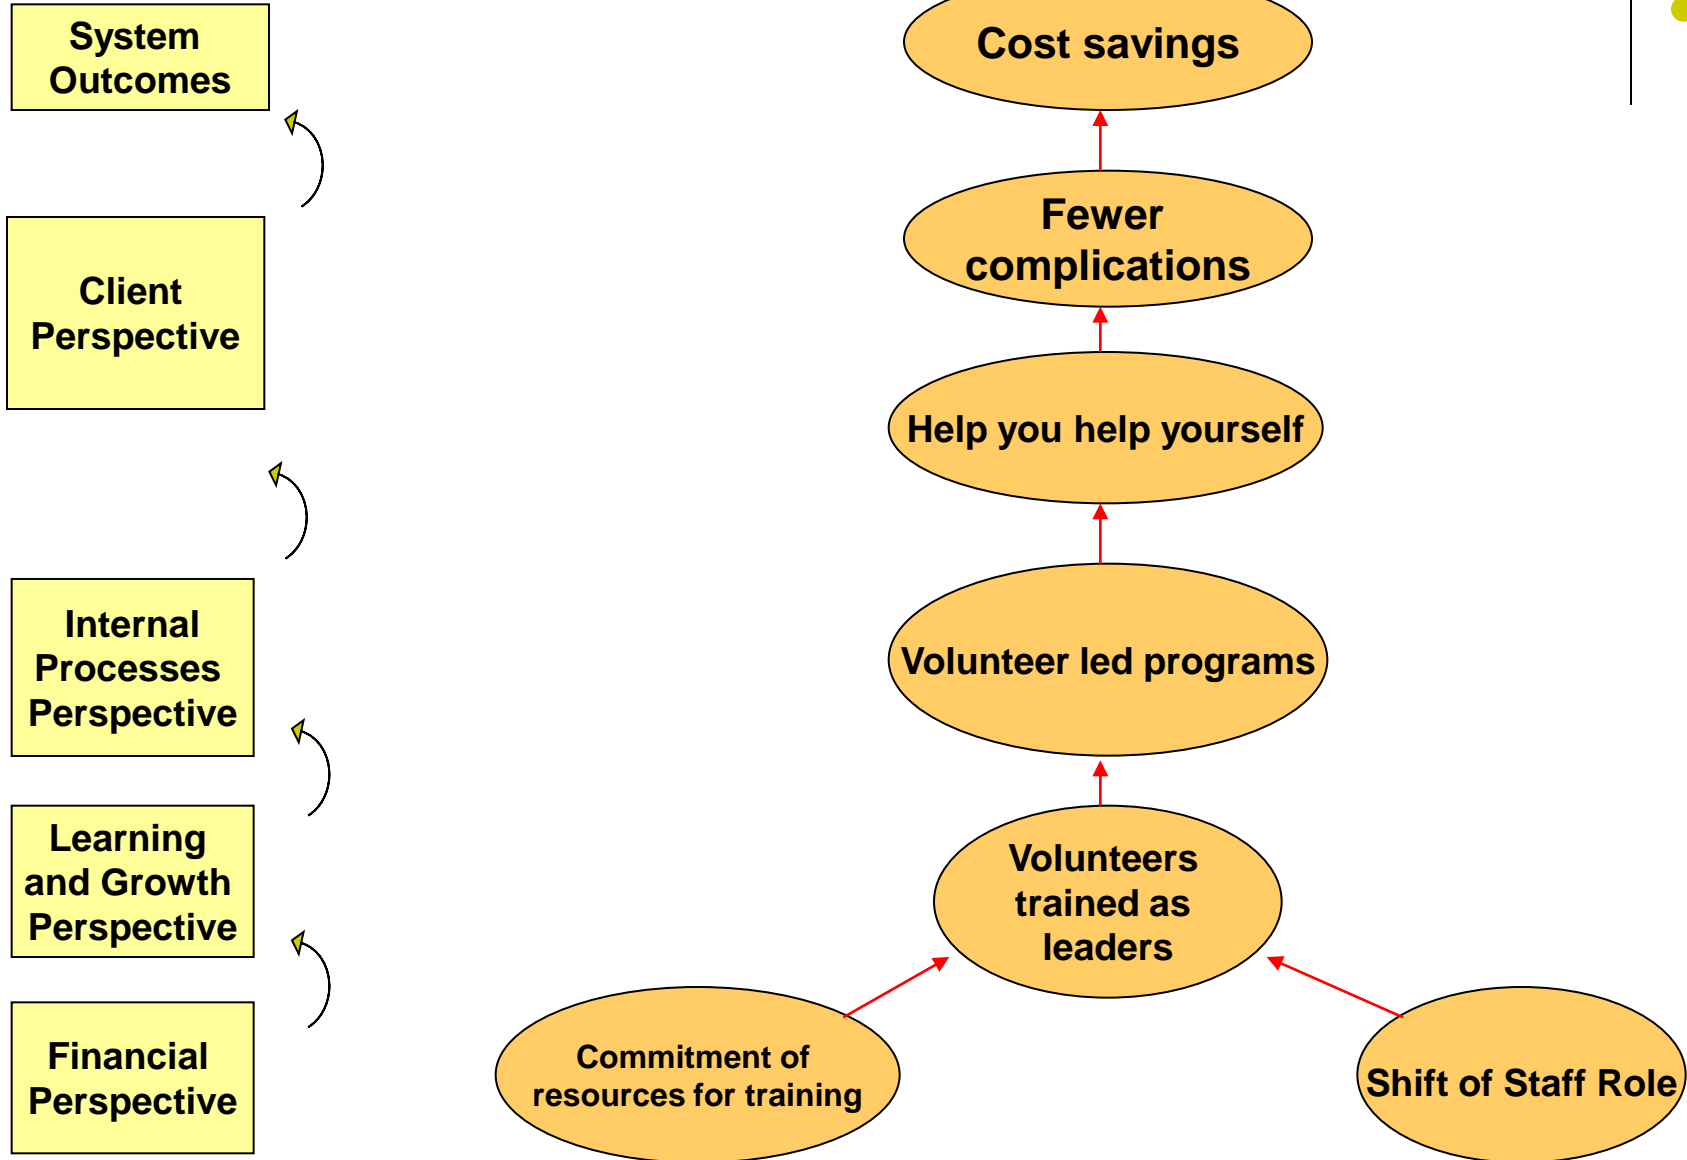 System
Outcomes
Cost savings
Client
Perspective
Fewer
complications
Help you help yourself
Internal
Processes
Perspective
Volunteer led programs
Learning
and Growth
Perspective
Volunteers
trained as
leaders
Financial
Perspective
Commitment of
resources for training
Shift of Staff Role